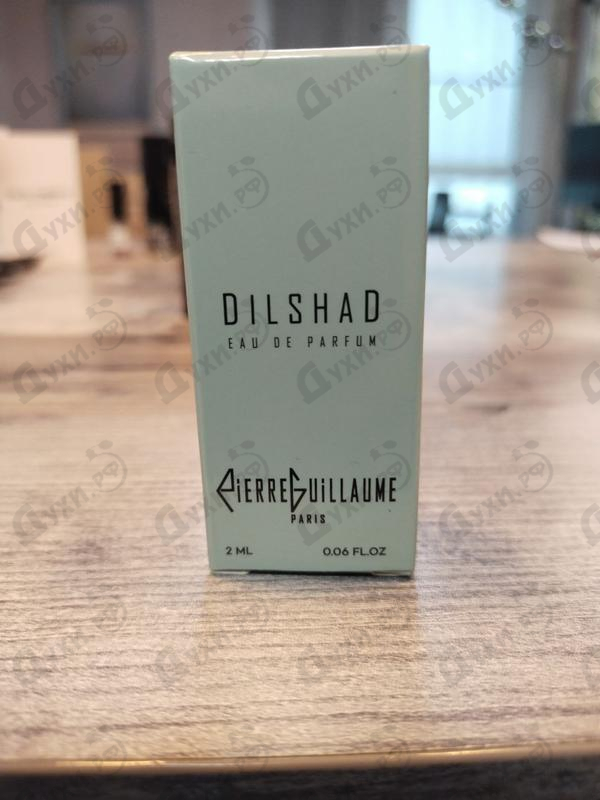 DILSHAD
EAU DE PARFUM
PiERREGUiLLAUME
PARIS
2 ML 0.06 FL.OZ
Духи.рф